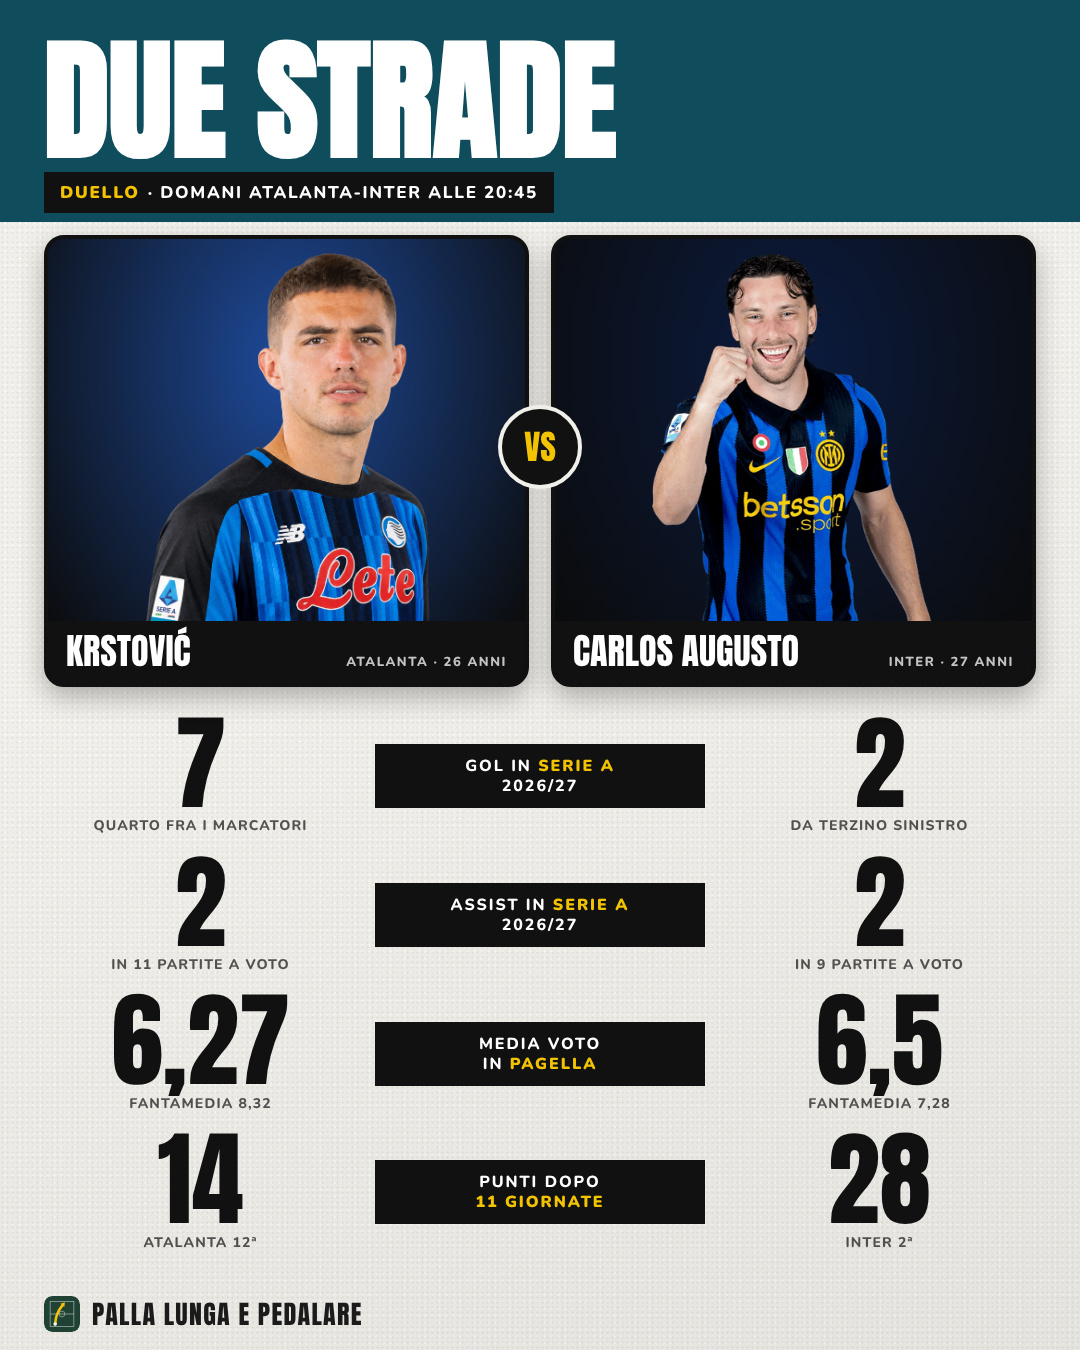 DUE STRADE
DUELLO · DOMANI ATALANTA-INTER ALLE 20:45
VS
NB
Lete
SERIE A
betsson
.sport
KRSTOVIĆ
ATALANTA · 26 ANNI
CARLOS AUGUSTO
INTER · 27 ANNI
7
GOL IN SERIE A
2026/27
2
QUARTO FRA I MARCATORI
DA TERZINO SINISTRO
2
ASSIST IN SERIE A
2026/27
2
IN 11 PARTITE A VOTO
IN 9 PARTITE A VOTO
6,27
MEDIA VOTO
IN PAGELLA
6,5
FANTAMEDIA 8,32
FANTAMEDIA 7,28
14
PUNTI DOPO
11 GIORNATE
28
ATALANTA 12ª
INTER 2ª
PALLA LUNGA E PEDALARE